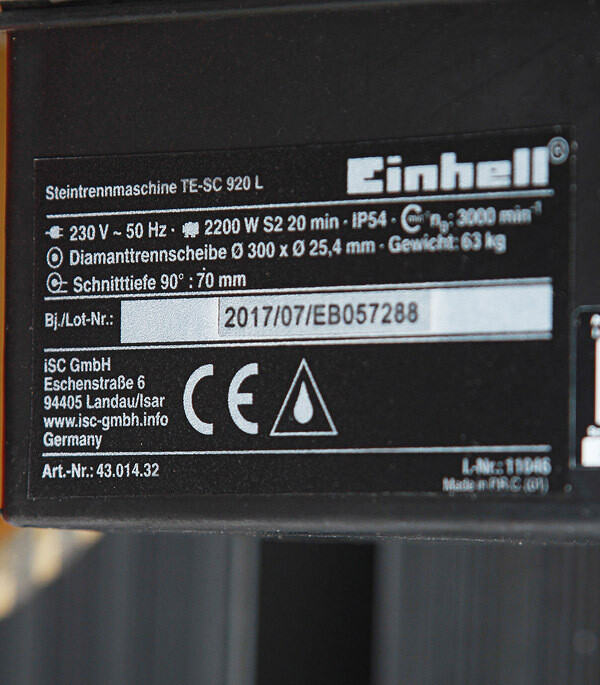 Einhell®
Steintrennmaschine TE-SC 920 L
230 V ~ 50 Hz · 2200 W S2 20 min · IP54 · n₀: 3000 min⁻¹
Diamanttrennscheibe Ø 300 x Ø 25,4 mm · Gewicht: 63 kg
Schnitttiefe 90° : 70 mm
Bj./Lot-Nr.: 2017/07/EB057288
iSC GmbH
Eschenstraße 6
94405 Landau/Isar
www.isc-gmbh.info
Germany
CE
Art.-Nr.: 43.014.32 I.-Nr.: 11046
Made in P.R.C. (01)